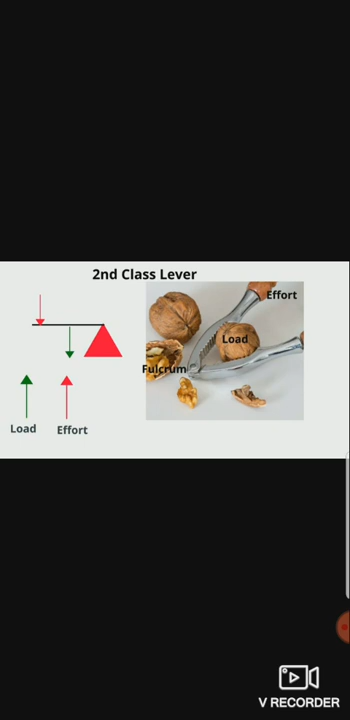 2nd Class Lever
Effort
Load
Fulcrum
Load
Effort
V RECORDER